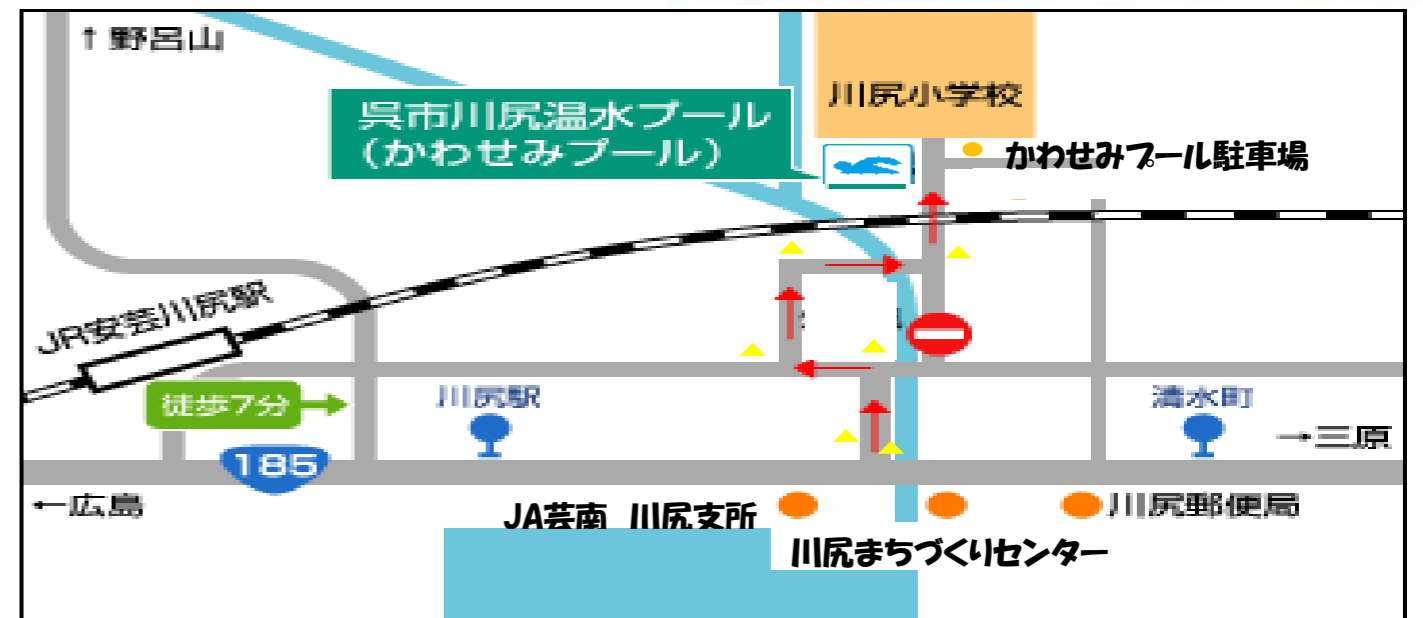 ↑野呂山
川尻小学校
呉市川尻温水プール
(かわせみプール)
かわせみプール駐車場
JR安芸川尻駅
徒歩7分
川尻駅
清水町
→三原
185
←広島
JA芸南 川尻支所
川尻郵便局
川尻まちづくりセンター